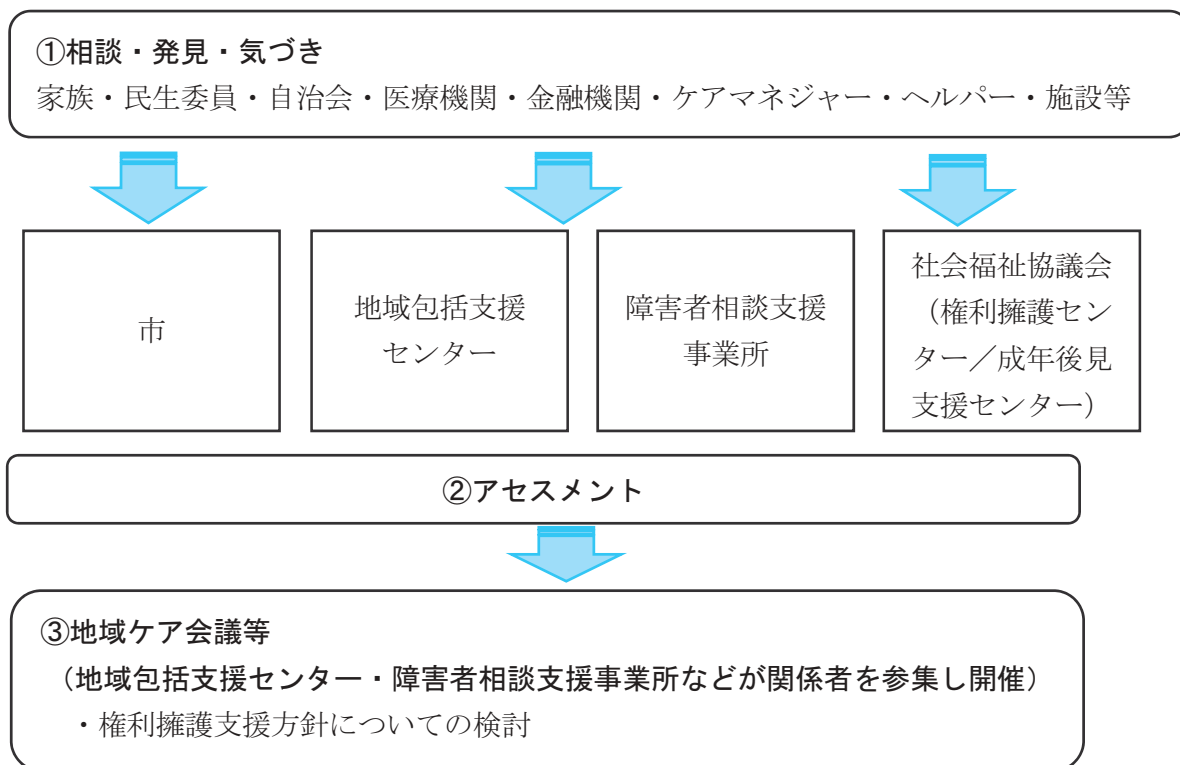 ①相談・発見・気づき
家族・民生委員・自治会・医療機関・金融機関・ケアマネジャー・ヘルパー・施設等
市
地域包括支援
センター
障害者相談支援
事業所
社会福祉協議会
（権利擁護セン
ター／成年後見
支援センター）
②アセスメント
③地域ケア会議等
（地域包括支援センター・障害者相談支援事業所などが関係者を参集し開催）
・権利擁護支援方針についての検討